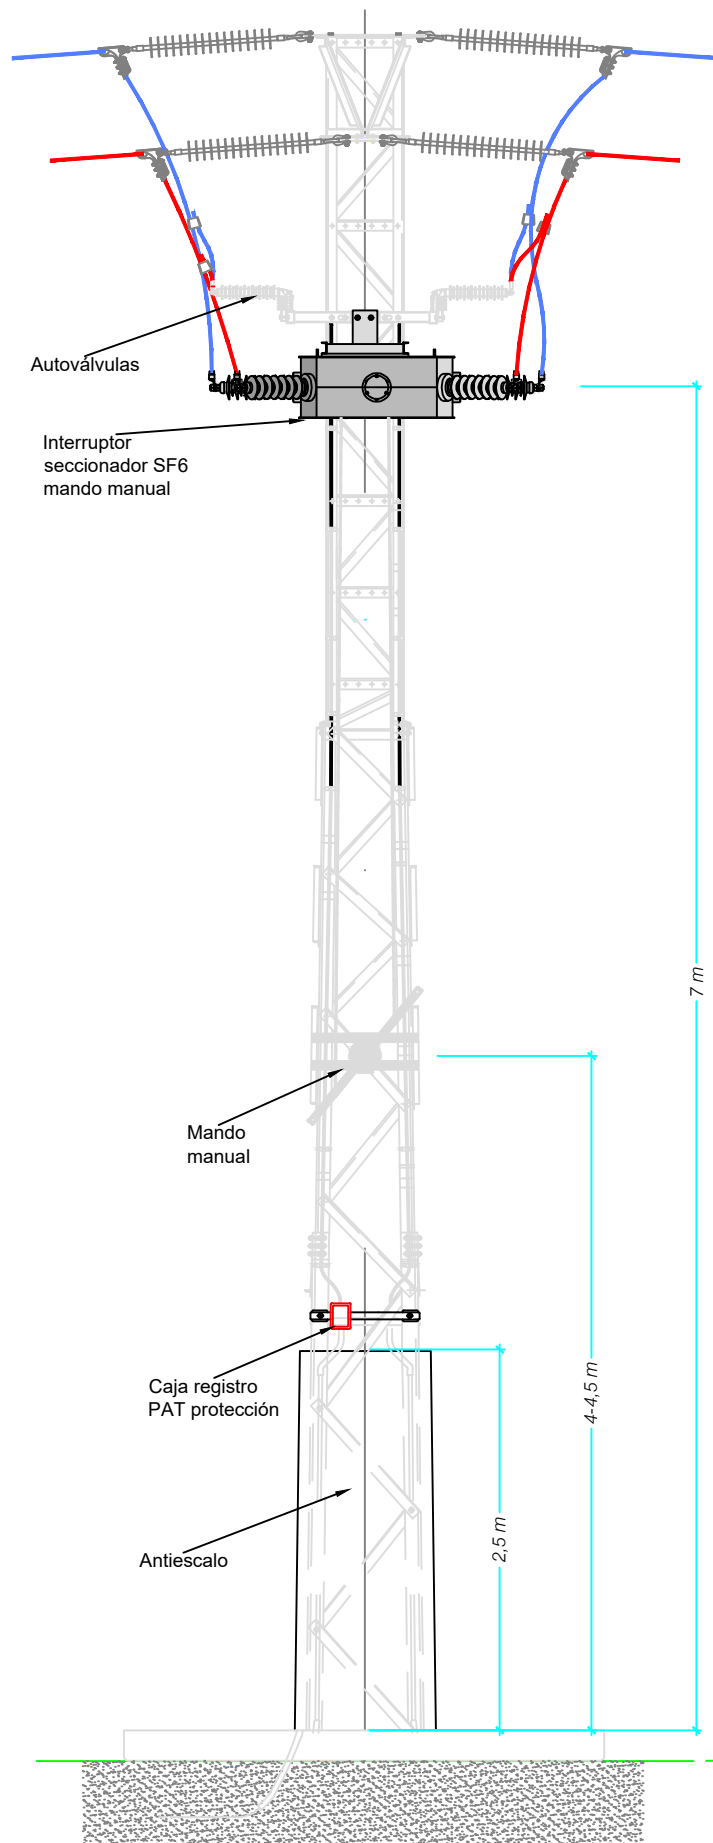 Autoválvulas
Interruptor
seccionador SF6
mando manual
7 m
Mando
manual
4-4,5 m
Caja registro
PAT protección
2,5 m
Antiescalo